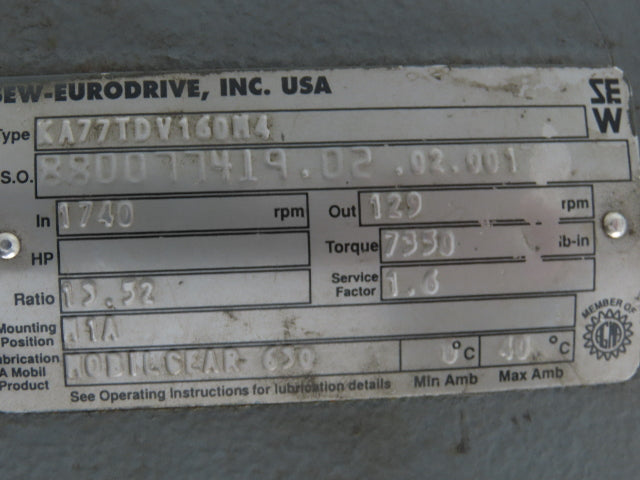 SEW-EURODRIVE, INC. USA
SEW
Type KA77TDV160M4
S.O. 880077419.02.02.001
In 1740 rpm Out 129 rpm
HP Torque 7330 lb-in
Ratio 13.52 Service Factor 1.6
Mounting Position M1A
MEMBER OF AGMA
Lubrication A Mobil Product MOBILGEAR 630 0 °C 40 °C
Min Amb Max Amb
See Operating Instructions for lubrication details